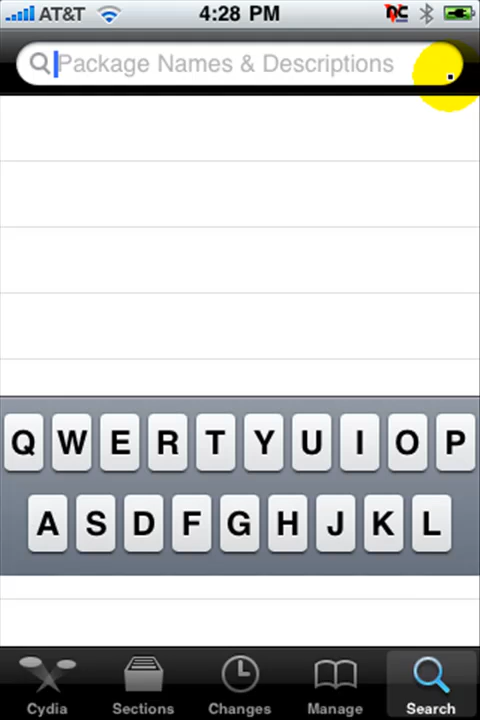 AT&T 4:28 PM
Package Names & Descriptions
Q W E R T Y U I O P
A S D F G H J K L
Cydia Sections Changes Manage Search